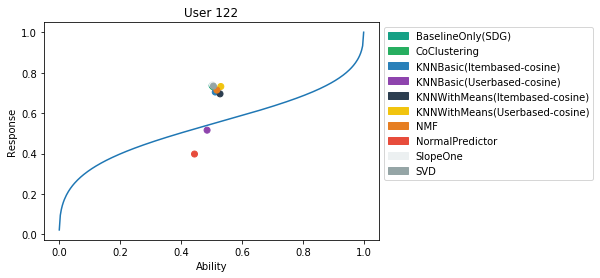 User 122
1.0
0.8
0.6
0.4
0.2
0.0
Response
0.0 0.2 0.4 0.6 0.8 1.0
Ability
BaselineOnly(SDG)
CoClustering
KNNBasic(Itembased-cosine)
KNNBasic(Userbased-cosine)
KNNWithMeans(Itembased-cosine)
KNNWithMeans(Userbased-cosine)
NMF
NormalPredictor
SlopeOne
SVD